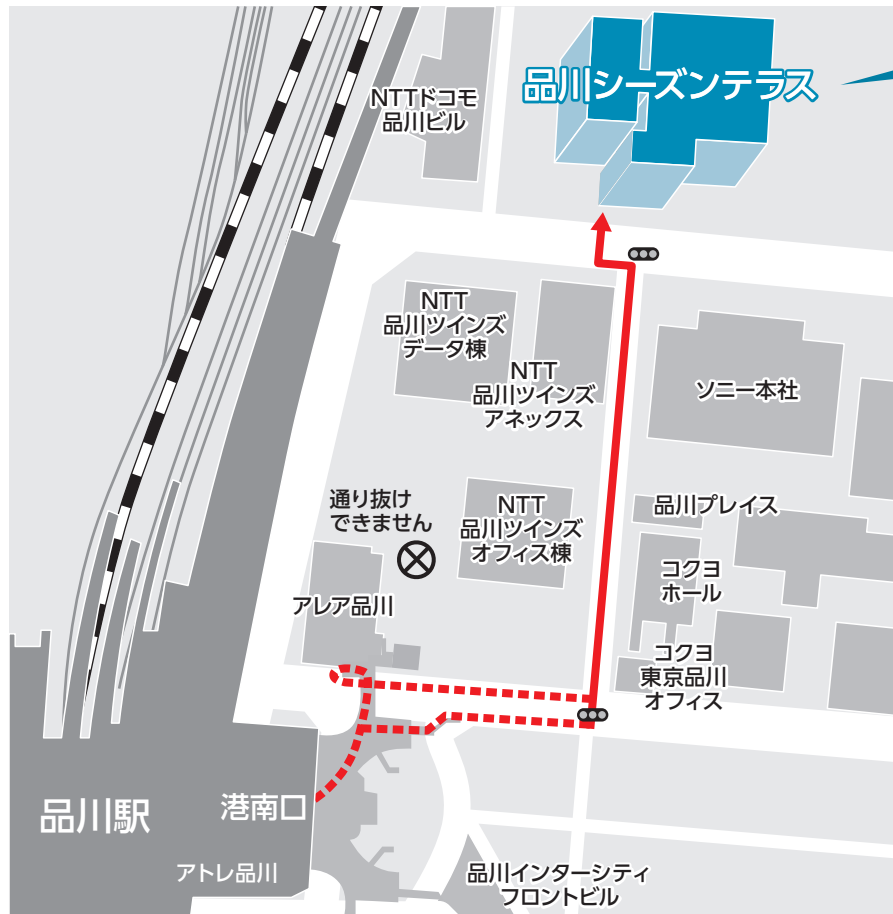 NTTドコモ
品川ビル
品川シーズンテラス
NTT
品川ツインズ
データ棟
NTT
品川ツインズ
アネックス
ソニー本社
通り抜け
できません
NTT
品川ツインズ
オフィス棟
品川プレイス
コクヨ
ホール
アレア品川
コクヨ
東京品川
オフィス
品川駅
港南口
アトレ品川
品川インターシティ
フロントビル